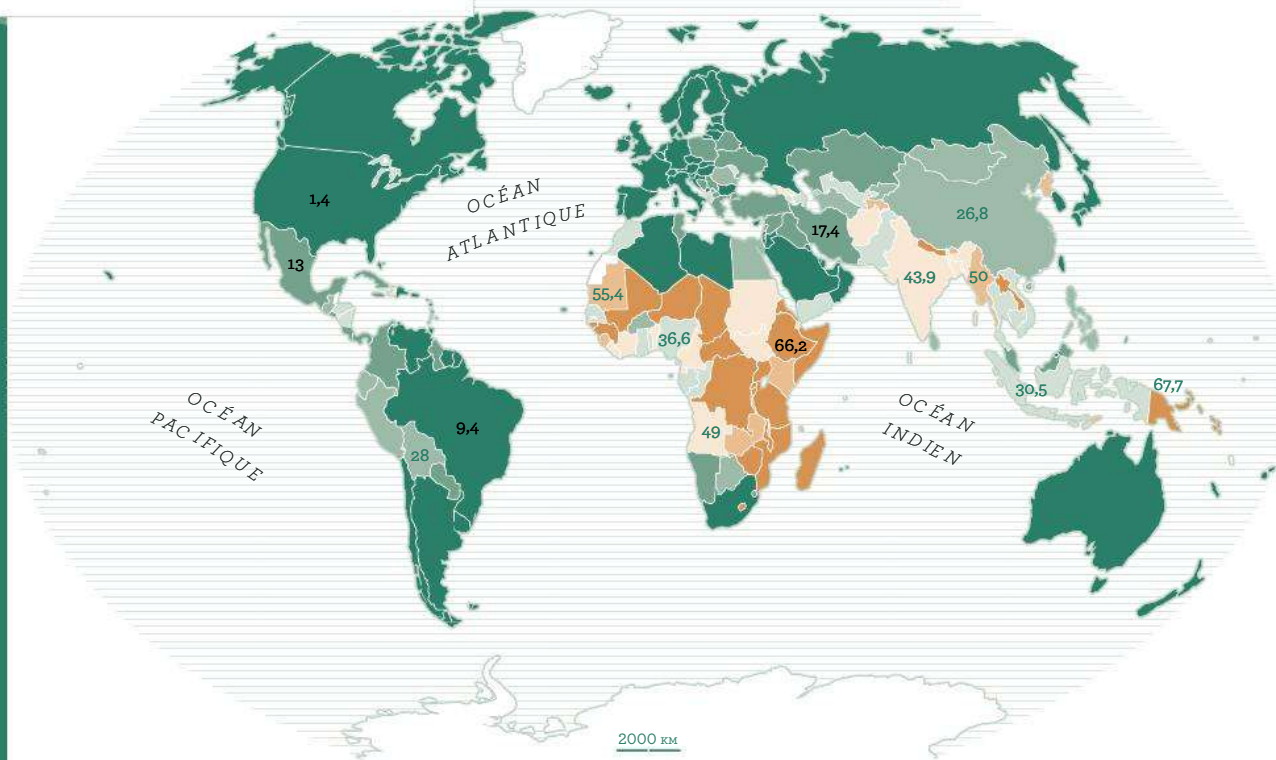 OCÉAN
ATLANTIQUE
1,4
13
17,4
26,8
43,9
50
55,4
36,6
66,2
30,5
67,7
OCÉAN
PACIFIQUE
9,4
28
49
OCÉAN
INDIEN
2000 KM